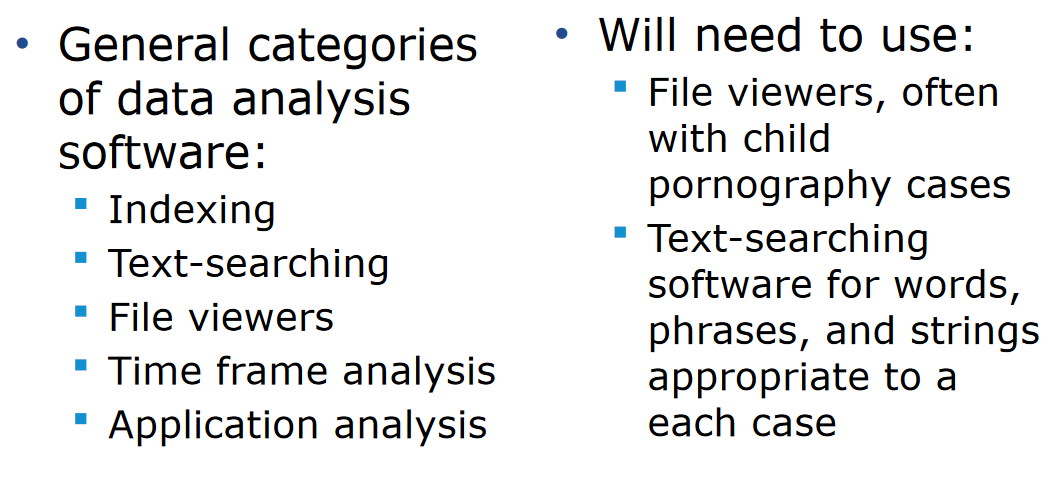 General categories
of data analysis
software:
Indexing
Text-searching
File viewers
Time frame analysis
Application analysis
Will need to use:
File viewers, often
with child
pornography cases
Text-searching
software for words,
phrases, and strings
appropriate to a
each case